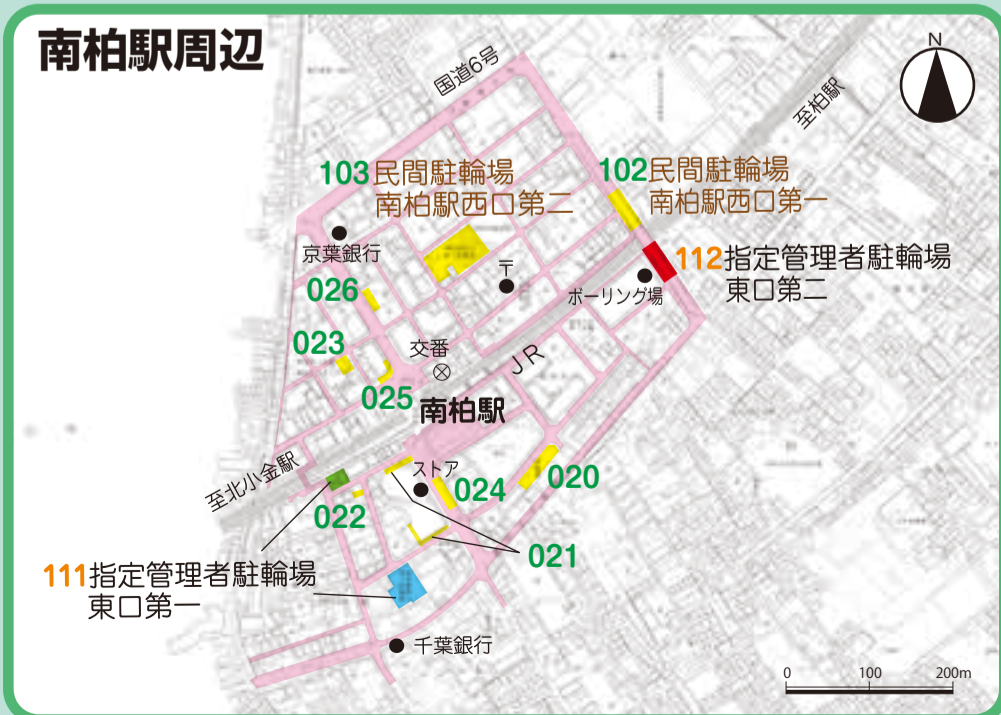 南柏駅周辺
国道6号
N
至柏駅
103民間駐輪場
南柏駅西口第二
102民間駐輪場
南柏駅西口第一
京葉銀行
〒
112指定管理者駐輪場
東口第二
026
ボーリング場
023
交番
JR
025
南柏駅
至北小金駅
ストア
020
024
022
021
111指定管理者駐輪場
東口第一
千葉銀行
0 100 200m